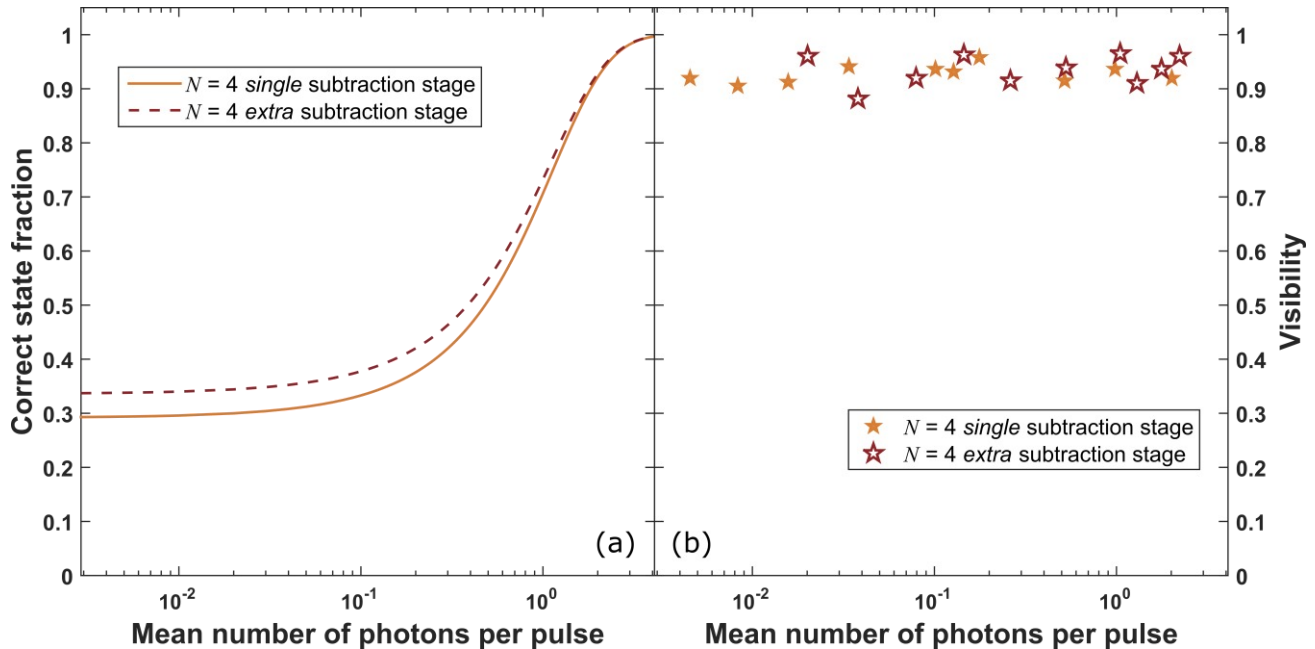 1
0.9
0.8
0.7
0.6
0.5
0.4
0.3
0.2
0.1
0
Correct state fraction
N = 4 single subtraction stage
N = 4 extra subtraction stage
(a)
10⁻² 10⁻¹ 10⁰
Mean number of photons per pulse
(b)
N = 4 single subtraction stage
N = 4 extra subtraction stage
10⁻² 10⁻¹ 10⁰
Mean number of photons per pulse
1
0.9
0.8
0.7
0.6
0.5
0.4
0.3
0.2
0.1
0
Visibility